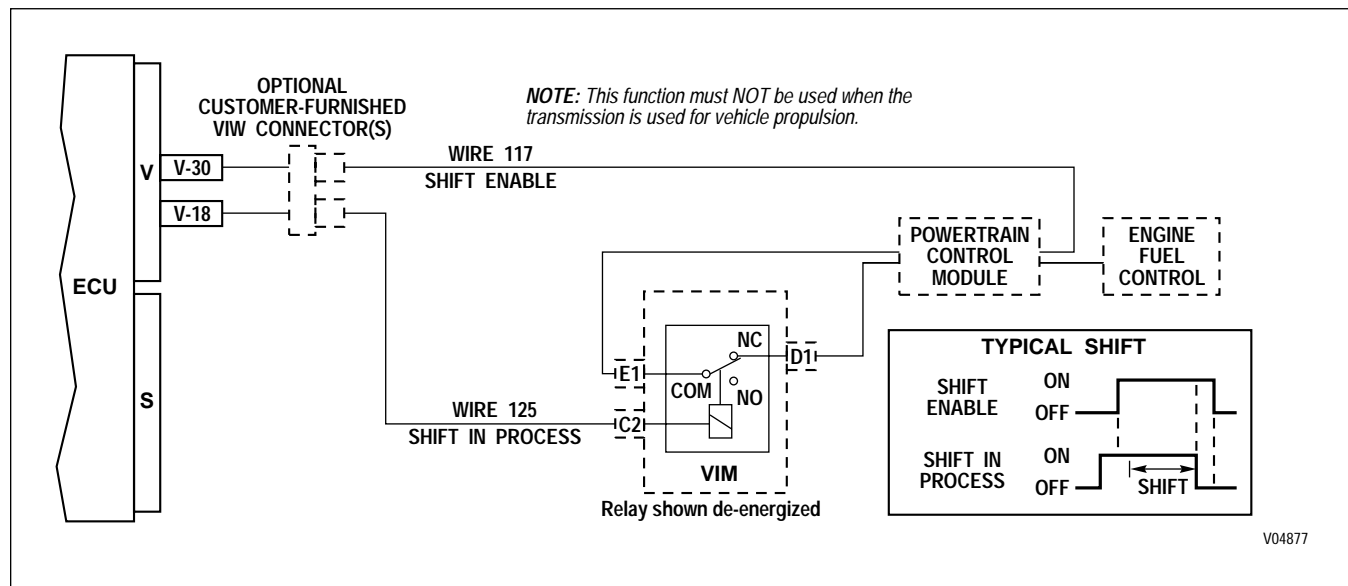 OPTIONAL
CUSTOMER-FURNISHED
VIW CONNECTOR(S)
NOTE: This function must NOT be used when the
transmission is used for vehicle propulsion.
V
V-30
V-18
WIRE 117
SHIFT ENABLE
ECU
S
POWERTRAIN
CONTROL
MODULE
ENGINE
FUEL
CONTROL
NC
D1
E1
COM
NO
WIRE 125
SHIFT IN PROCESS
C2
VIM
Relay shown de-energized
TYPICAL SHIFT
SHIFT
ENABLE
ON
OFF
SHIFT IN
PROCESS
ON
OFF
SHIFT
V04877